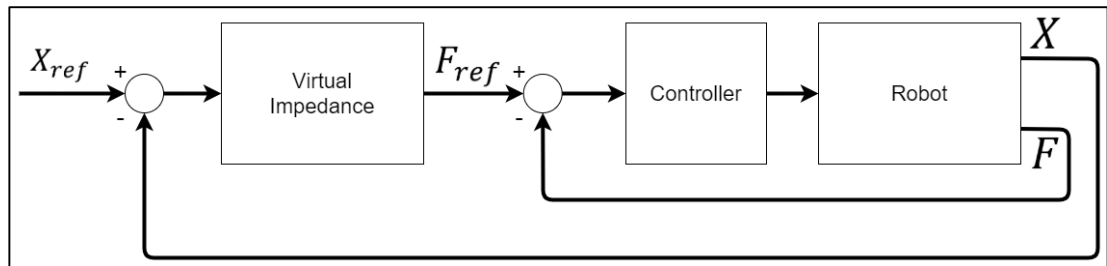 X_ref
+
-
Virtual
Impedance
F_ref
+
-
Controller
Robot
X
F